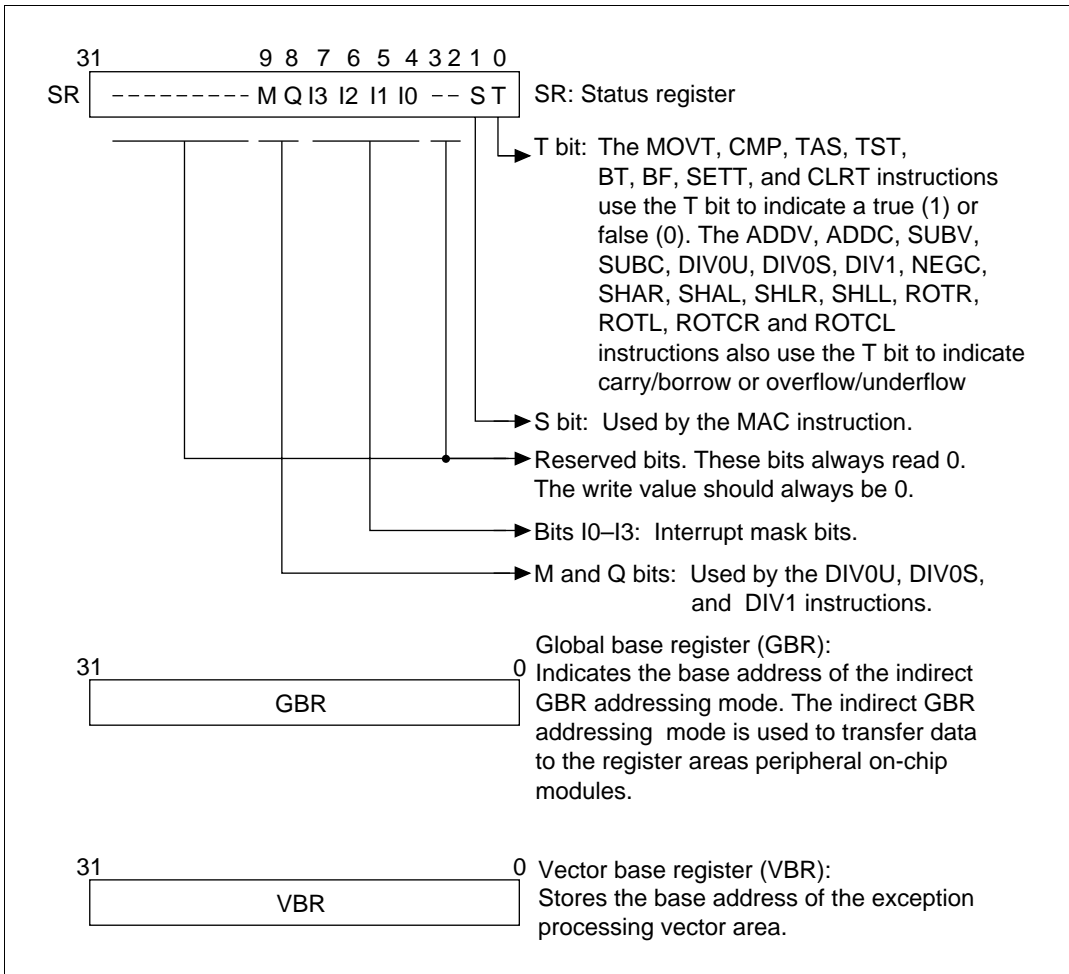 31 9 8 7 6 5 4 3 2 1 0
SR --------- M Q I3 I2 I1 I0 -- S T SR: Status register
T bit: The MOVT, CMP, TAS, TST,
BT, BF, SETT, and CLRT instructions
use the T bit to indicate a true (1) or
false (0). The ADDV, ADDC, SUBV,
SUBC, DIV0U, DIV0S, DIV1, NEGC,
SHAR, SHAL, SHLR, SHLL, ROTR,
ROTL, ROTCR and ROTCL
instructions also use the T bit to indicate
carry/borrow or overflow/underflow
S bit: Used by the MAC instruction.
Reserved bits. These bits always read 0.
The write value should always be 0.
Bits I0–I3: Interrupt mask bits.
M and Q bits: Used by the DIV0U, DIV0S,
and DIV1 instructions.
Global base register (GBR):
31 0 Indicates the base address of the indirect
GBR GBR addressing mode. The indirect GBR
addressing mode is used to transfer data
to the register areas peripheral on-chip
modules.
31 0 Vector base register (VBR):
VBR Stores the base address of the exception
processing vector area.